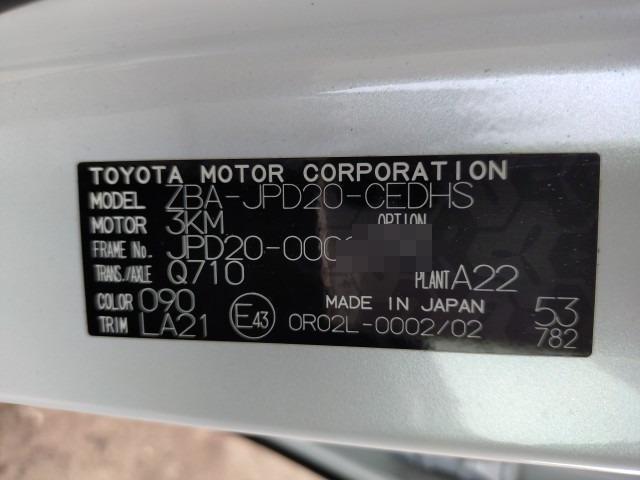 TOYOTA MOTOR CORPORATION
MODEL ZBA-JPD20-CEDHS
MOTOR 3KM OPTION
FRAME No. JPD20-000
TRANS./AXLE Q710 PLANT A22
COLOR 090 MADE IN JAPAN 53
TRIM LA21 E43 0R02L-0002/02 782